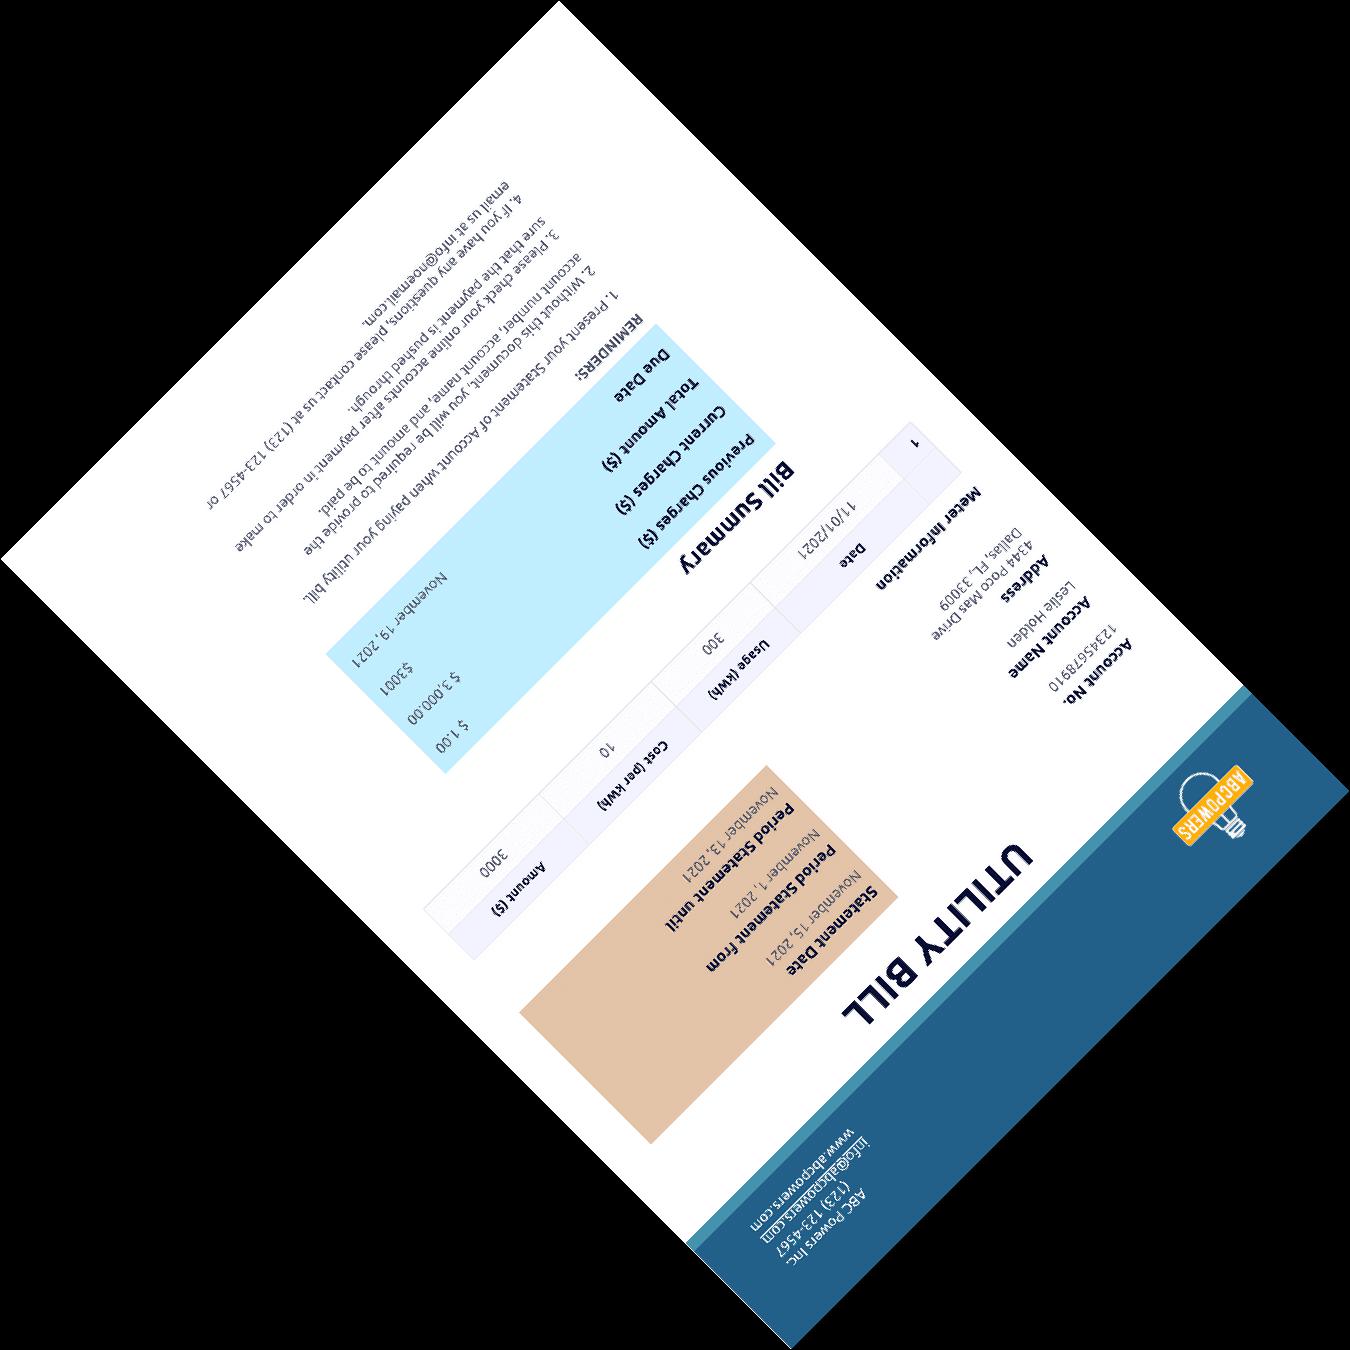 ABCPOWERS
ABC Powers Inc.
(123) 123-4567
info@abcpowers.com
www.abcpowers.com
UTILITY BILL
Account No.
12345678910
Account Name
Leslie Holden
Address
4344 Poco Mas Drive
Dallas, FL, 33009
Statement Date
November 15, 2021
Period Statement from
November 1, 2021
Period Statement until
November 13, 2021
Meter Information
Date Usage (kWh) Cost (per kWh) Amount ($)
1 11/01/2021 300 10 3000
Bill Summary
Previous Charges ($) $ 1.00
Current Charges ($) $ 3,000.00
Total Amount ($) $3001
Due Date November 19, 2021
REMINDERS:
1. Present your Statement of Account when paying your utility bill.
2. Without this document, you will be required to provide the
account number, account name, and amount to be paid.
3. Please check your online accounts after payment in order to make
sure that the payment is pushed through.
4. If you have any questions, please contact us at (123) 123-4567 or
email us at info@noemail.com.